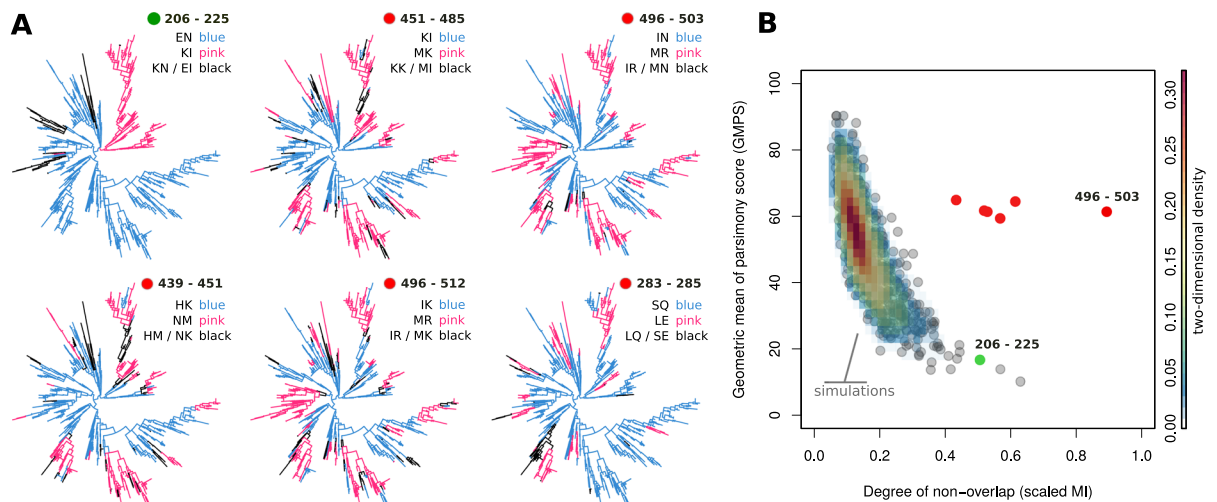 A
206 - 225
EN blue
KI pink
KN / EI black
451 - 485
KI blue
MK pink
KK / MI black
496 - 503
IN blue
MR pink
IR / MN black
439 - 451
HK blue
NM pink
HM / NK black
496 - 512
IK blue
MR pink
IR / MK black
283 - 285
SQ blue
LE pink
LQ / SE black
B
Geometric mean of parsimony score (GMPS)
100
80
60
40
20
0
496 - 503
206 - 225
simulations
0.0 0.2 0.4 0.6 0.8 1.0
Degree of non−overlap (scaled MI)
0.30
0.25
0.20
0.15
0.10
0.05
0.00
two-dimensional density